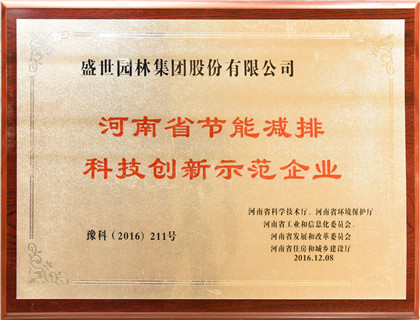 盛世园林集团股份有限公司
河南省节能减排
科技创新示范企业
河南省科学技术厅、河南省环境保护厅
河南省工业和信息化委员会、
河南省发展和改革委员会
豫科（2016）211号
河南省住房和城乡建设厅
2016.12.08